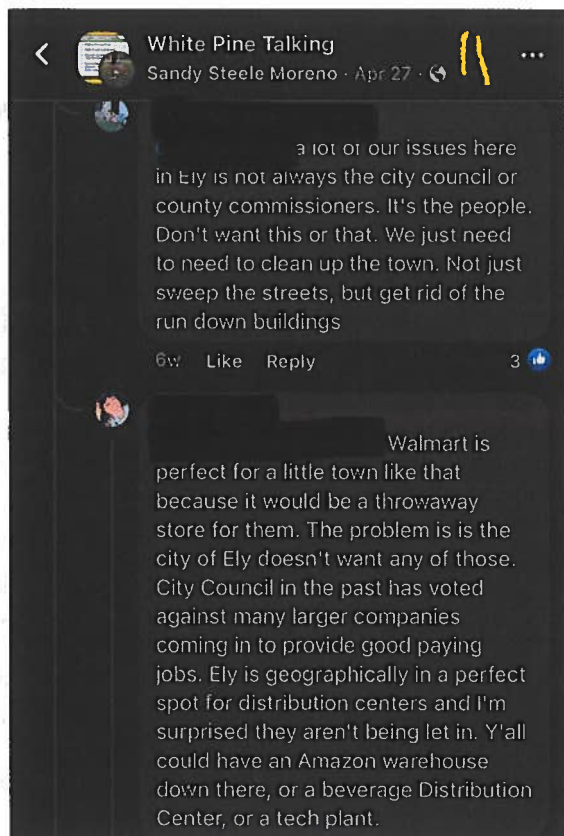 White Pine Talking
Sandy Steele Moreno · Apr 27 ·
a lot of our issues here
in Ely is not always the city council or
county commissioners. It's the people.
Don't want this or that. We just need
to need to clean up the town. Not just
sweep the streets, but get rid of the
run down buildings
6w Like Reply 3
Walmart is
perfect for a little town like that
because it would be a throwaway
store for them. The problem is is the
city of Ely doesn't want any of those.
City Council in the past has voted
against many larger companies
coming in to provide good paying
jobs. Ely is geographically in a perfect
spot for distribution centers and I'm
surprised they aren't being let in. Y'all
could have an Amazon warehouse
down there, or a beverage Distribution
Center, or a tech plant.